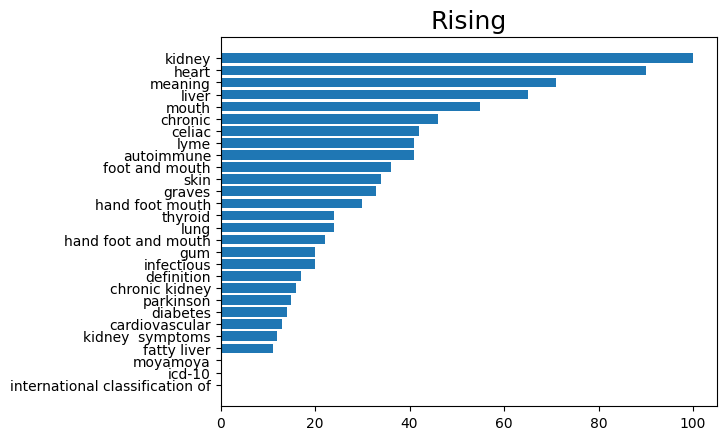 Rising
kidney
heart
meaning
liver
mouth
chronic
celiac
lyme
autoimmune
foot and mouth
skin
graves
hand foot mouth
thyroid
lung
hand foot and mouth
gum
infectious
definition
chronic kidney
parkinson
diabetes
cardiovascular
kidney  symptoms
fatty liver
moyamoya
icd-10
international classification of
0 20 40 60 80 100